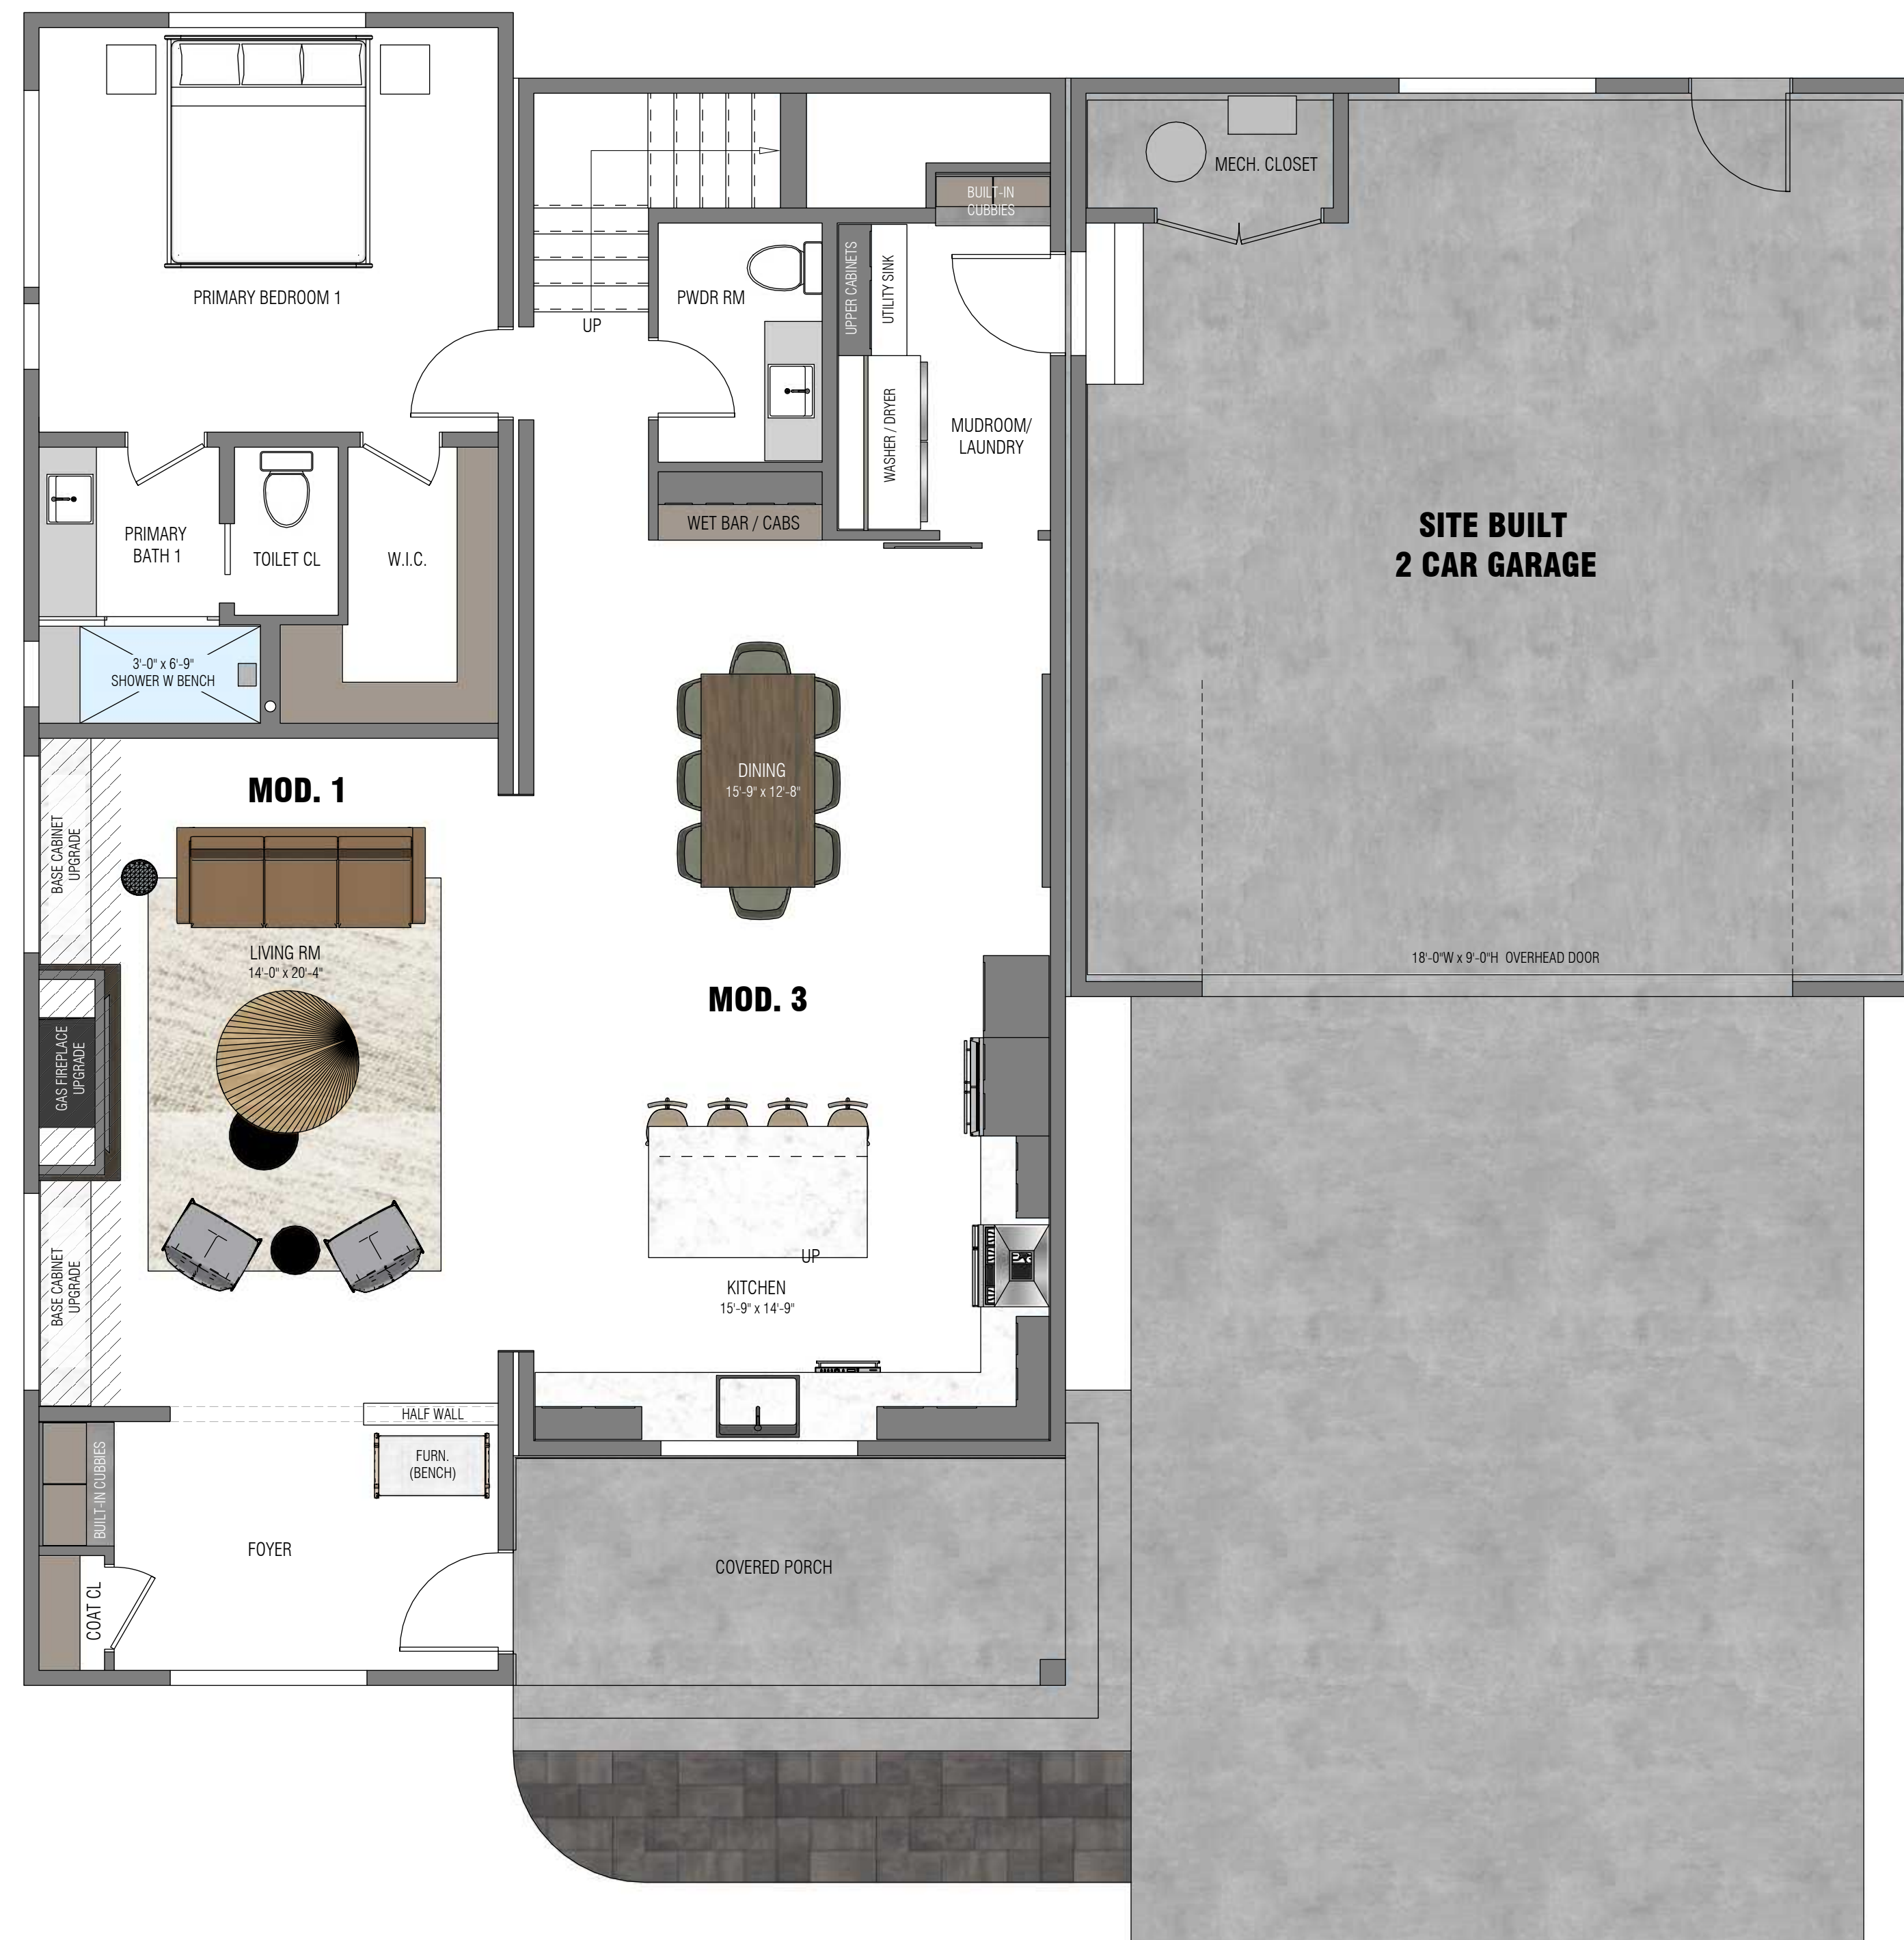 MECH. CLOSET
BUILT-IN
CUBBIES
PRIMARY BEDROOM 1
UP
PWDR RM
UPPER CABINETS
UTILITY SINK
WASHER / DRYER
MUDROOM/
LAUNDRY
PRIMARY
BATH 1
TOILET CL
W.I.C.
WET BAR / CABS
SITE BUILT
2 CAR GARAGE
3'-0" x 6'-9"
SHOWER W BENCH
MOD. 1
DINING
15'-9" x 12'-8"
BASE CABINET
UPGRADE
LIVING RM
14'-0" x 20'-4"
18'-0"W x 9'-0"H  OVERHEAD DOOR
MOD. 3
GAS FIREPLACE
UPGRADE
UP
KITCHEN
15'-9" x 14'-9"
BASE CABINET
UPGRADE
HALF WALL
FURN.
(BENCH)
BUILT-IN CUBBIES
FOYER
COVERED PORCH
COAT CL